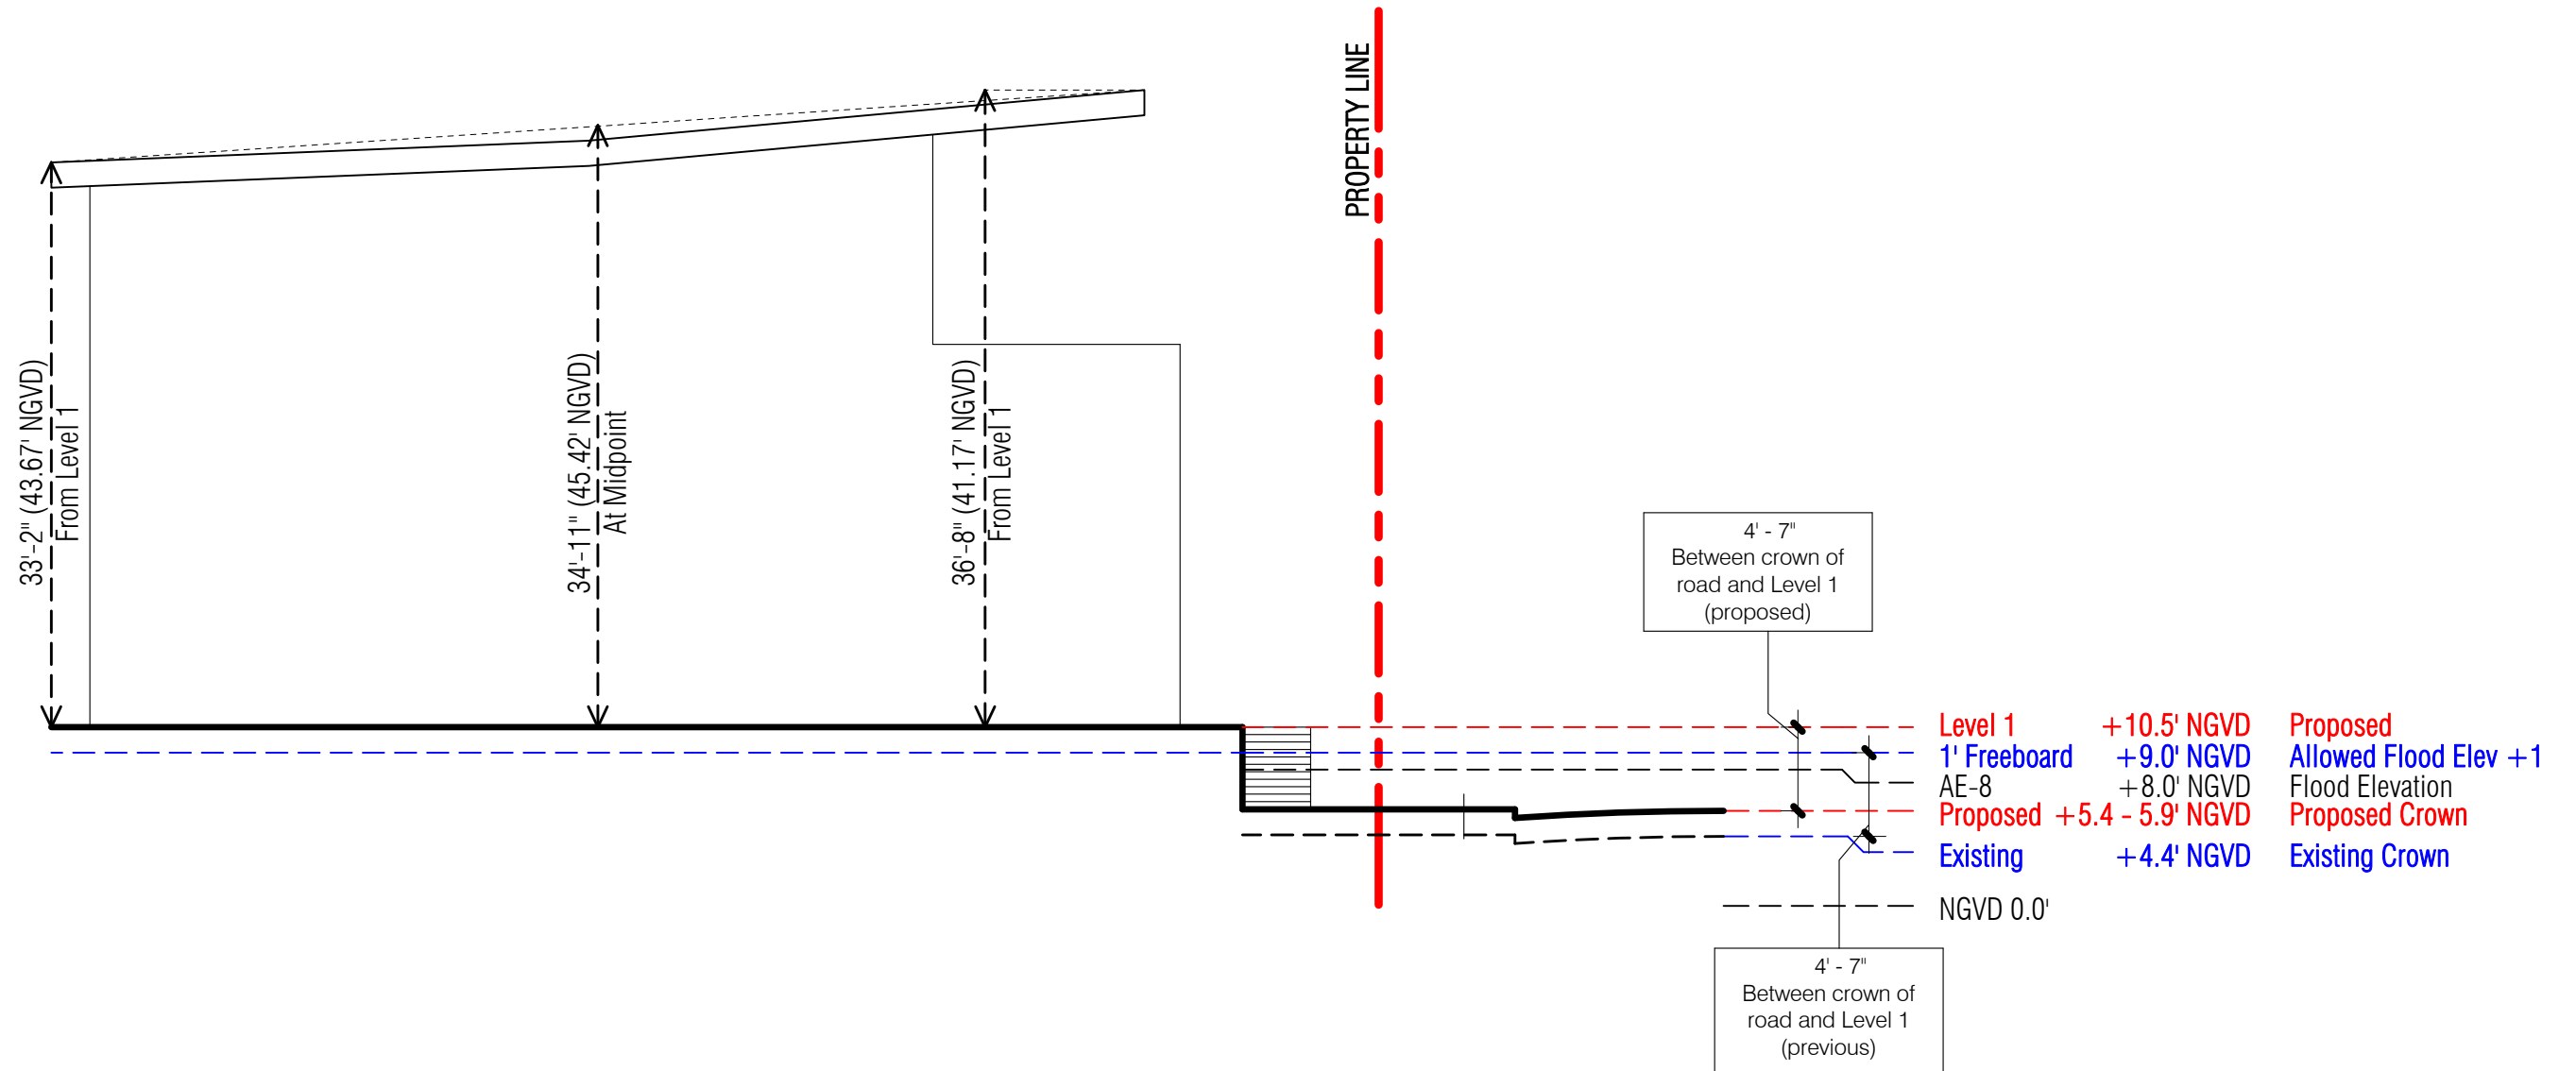 PROPERTY LINE
33'-2" (43.67' NGVD)
From Level 1
34'-11" (45.42' NGVD)
At Midpoint
36'-8" (41.17' NGVD)
From Level 1
4' - 7"
Between crown of
road and Level 1
(proposed)
Level 1 +10.5' NGVD Proposed
1' Freeboard +9.0' NGVD Allowed Flood Elev +1
AE-8 +8.0' NGVD Flood Elevation
Proposed +5.4 - 5.9' NGVD Proposed Crown
Existing +4.4' NGVD Existing Crown
NGVD 0.0'
4' - 7"
Between crown of
road and Level 1
(previous)